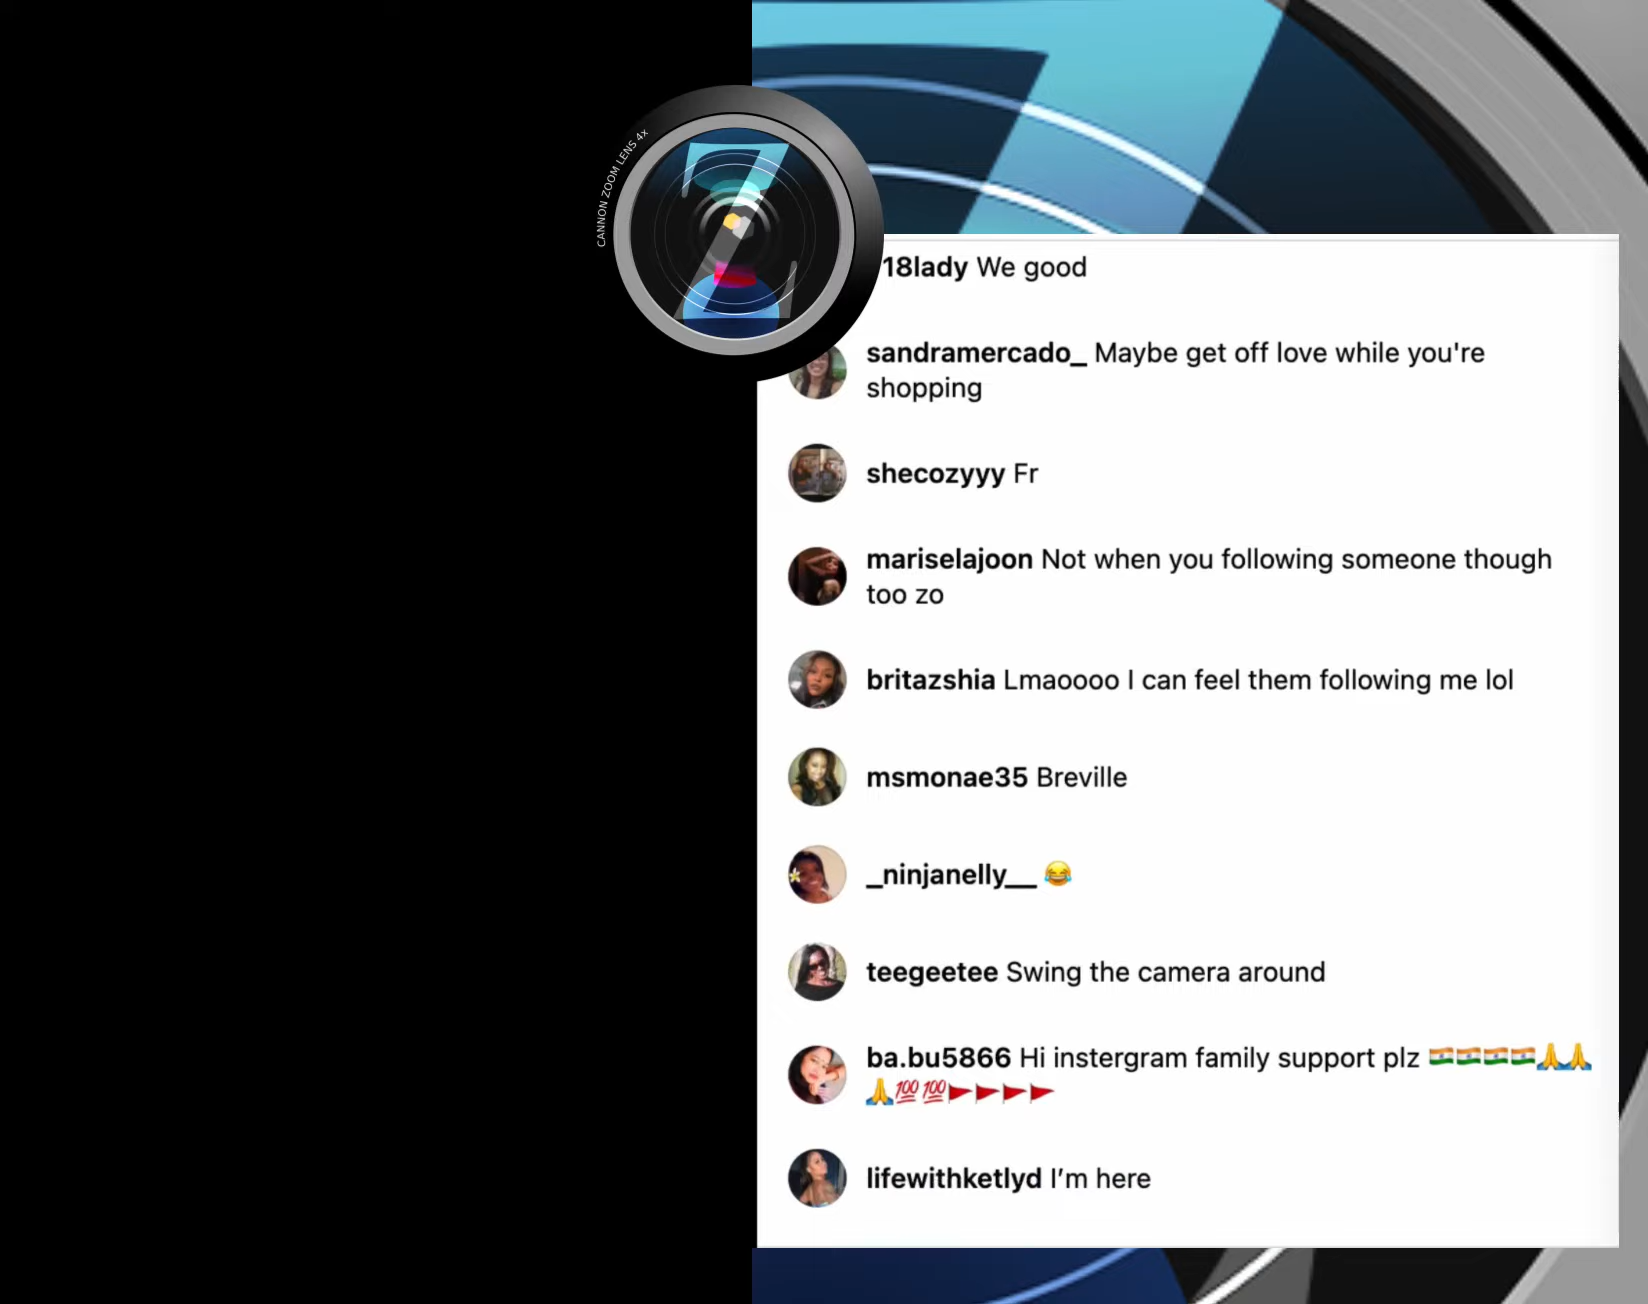 CANNON ZOOM LENS 4x
18lady We good
sandramercado_ Maybe get off love while you're
shopping
shecozyyy Fr
mariselajoon Not when you following someone though
too zo
britazshia Lmaoooo I can feel them following me lol
msmonae35 Breville
_ninjanelly__ 😂
teegeetee Swing the camera around
ba.bu5866 Hi instergram family support plz 🇮🇳🇮🇳🇮🇳🇮🇳🙏🙏
🙏💯💯🚩🚩🚩🚩
lifewithketlyd I’m here